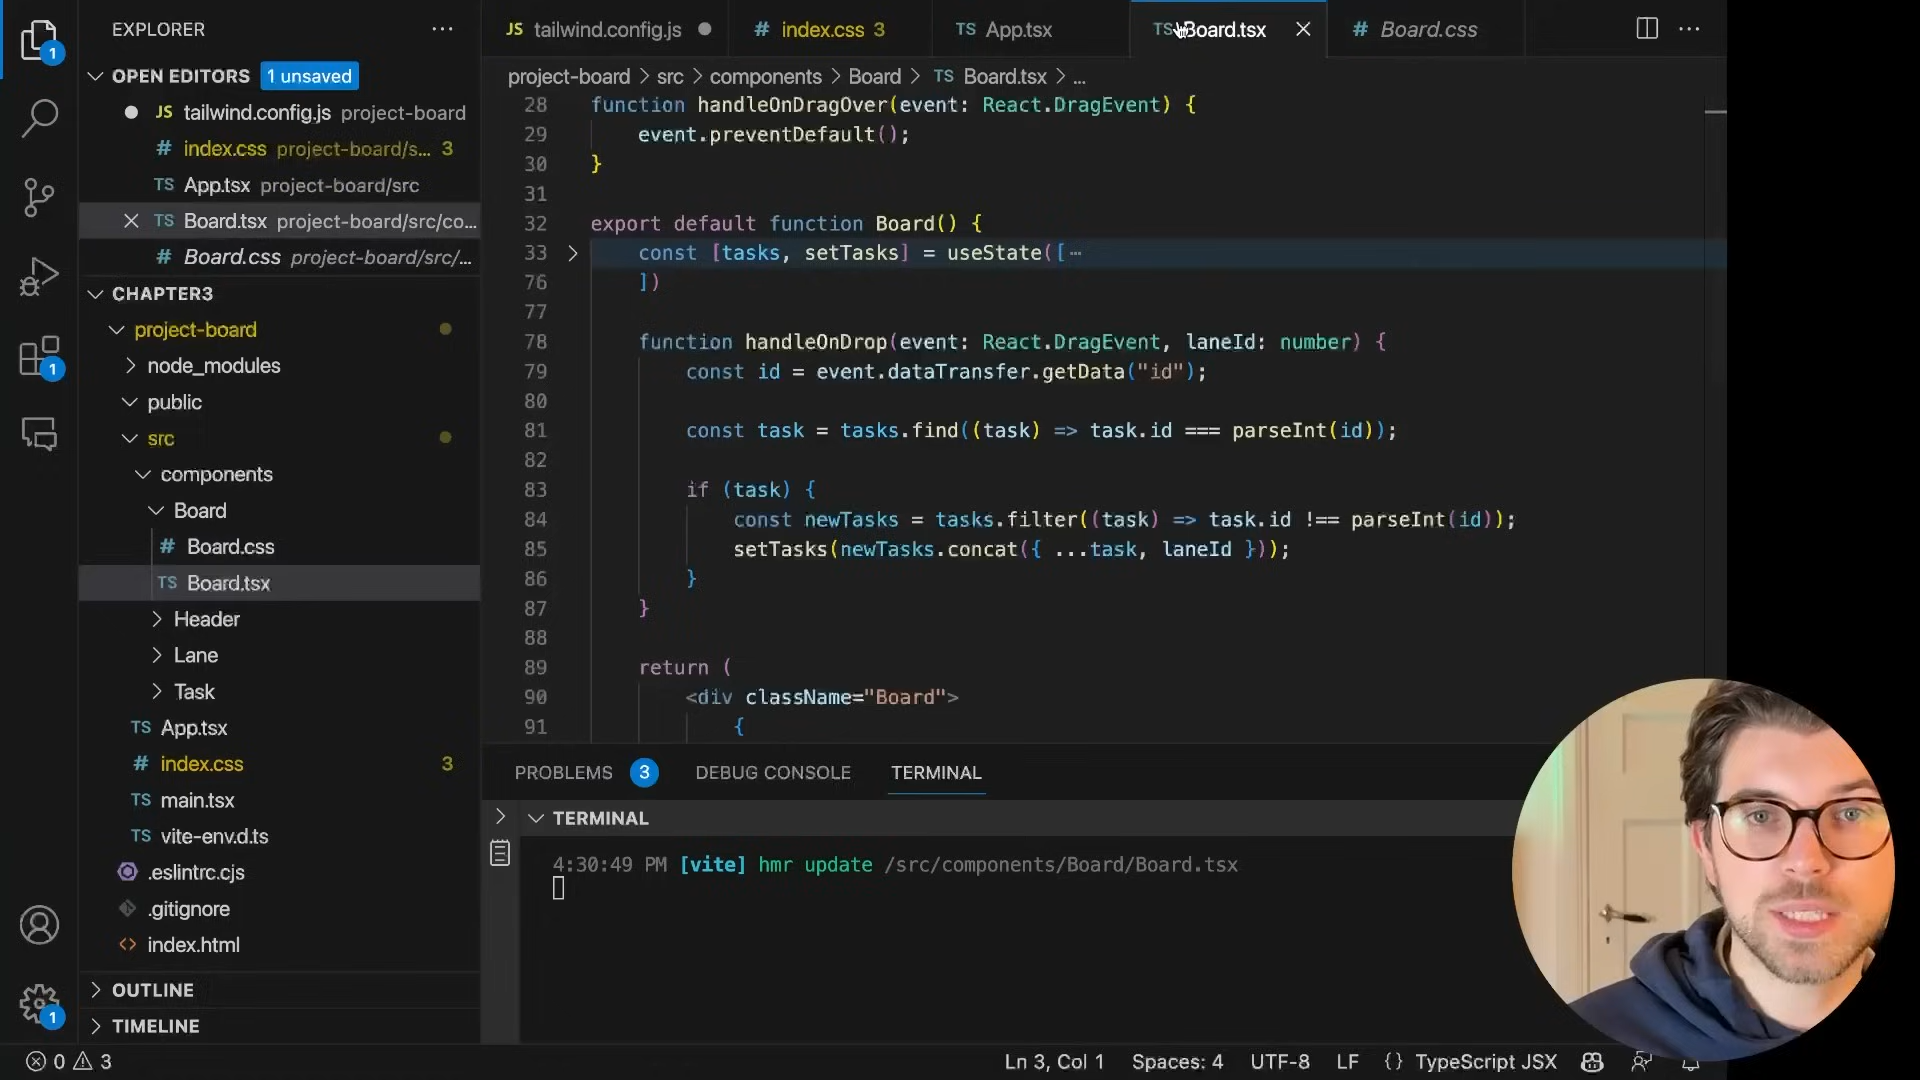 EXPLORER
JS tailwind.config.js
# index.css 3
TS App.tsx
TS Board.tsx
# Board.css
OPEN EDITORS 1 unsaved
JS tailwind.config.js project-board
# index.css project-board/s... 3
TS App.tsx project-board/src
TS Board.tsx project-board/src/co...
# Board.css project-board/src/...
CHAPTER3
project-board
node_modules
public
src
components
Board
# Board.css
TS Board.tsx
Header
Lane
Task
TS App.tsx
# index.css 3
TS main.tsx
TS vite-env.d.ts
.eslintrc.cjs
.gitignore
<> index.html
OUTLINE
TIMELINE
1
1
1
project-board > src > components > Board > TS Board.tsx > ...
28 function handleOnDragOver(event: React.DragEvent) {
29 event.preventDefault();
30 }
31
32 export default function Board() {
33 const [tasks, setTasks] = useState([⋯
76 ])
77
78 function handleOnDrop(event: React.DragEvent, laneId: number) {
79 const id = event.dataTransfer.getData("id");
80
81 const task = tasks.find((task) => task.id === parseInt(id));
82
83 if (task) {
84 const newTasks = tasks.filter((task) => task.id !== parseInt(id));
85 setTasks(newTasks.concat({ ...task, laneId }));
86 }
87 }
88
89 return (
90 <div className="Board">
91 {
PROBLEMS 3 DEBUG CONSOLE TERMINAL
TERMINAL
4:30:49 PM [vite] hmr update /src/components/Board/Board.tsx
0 3
Ln 3, Col 1 Spaces: 4 UTF-8 LF {} TypeScript JSX